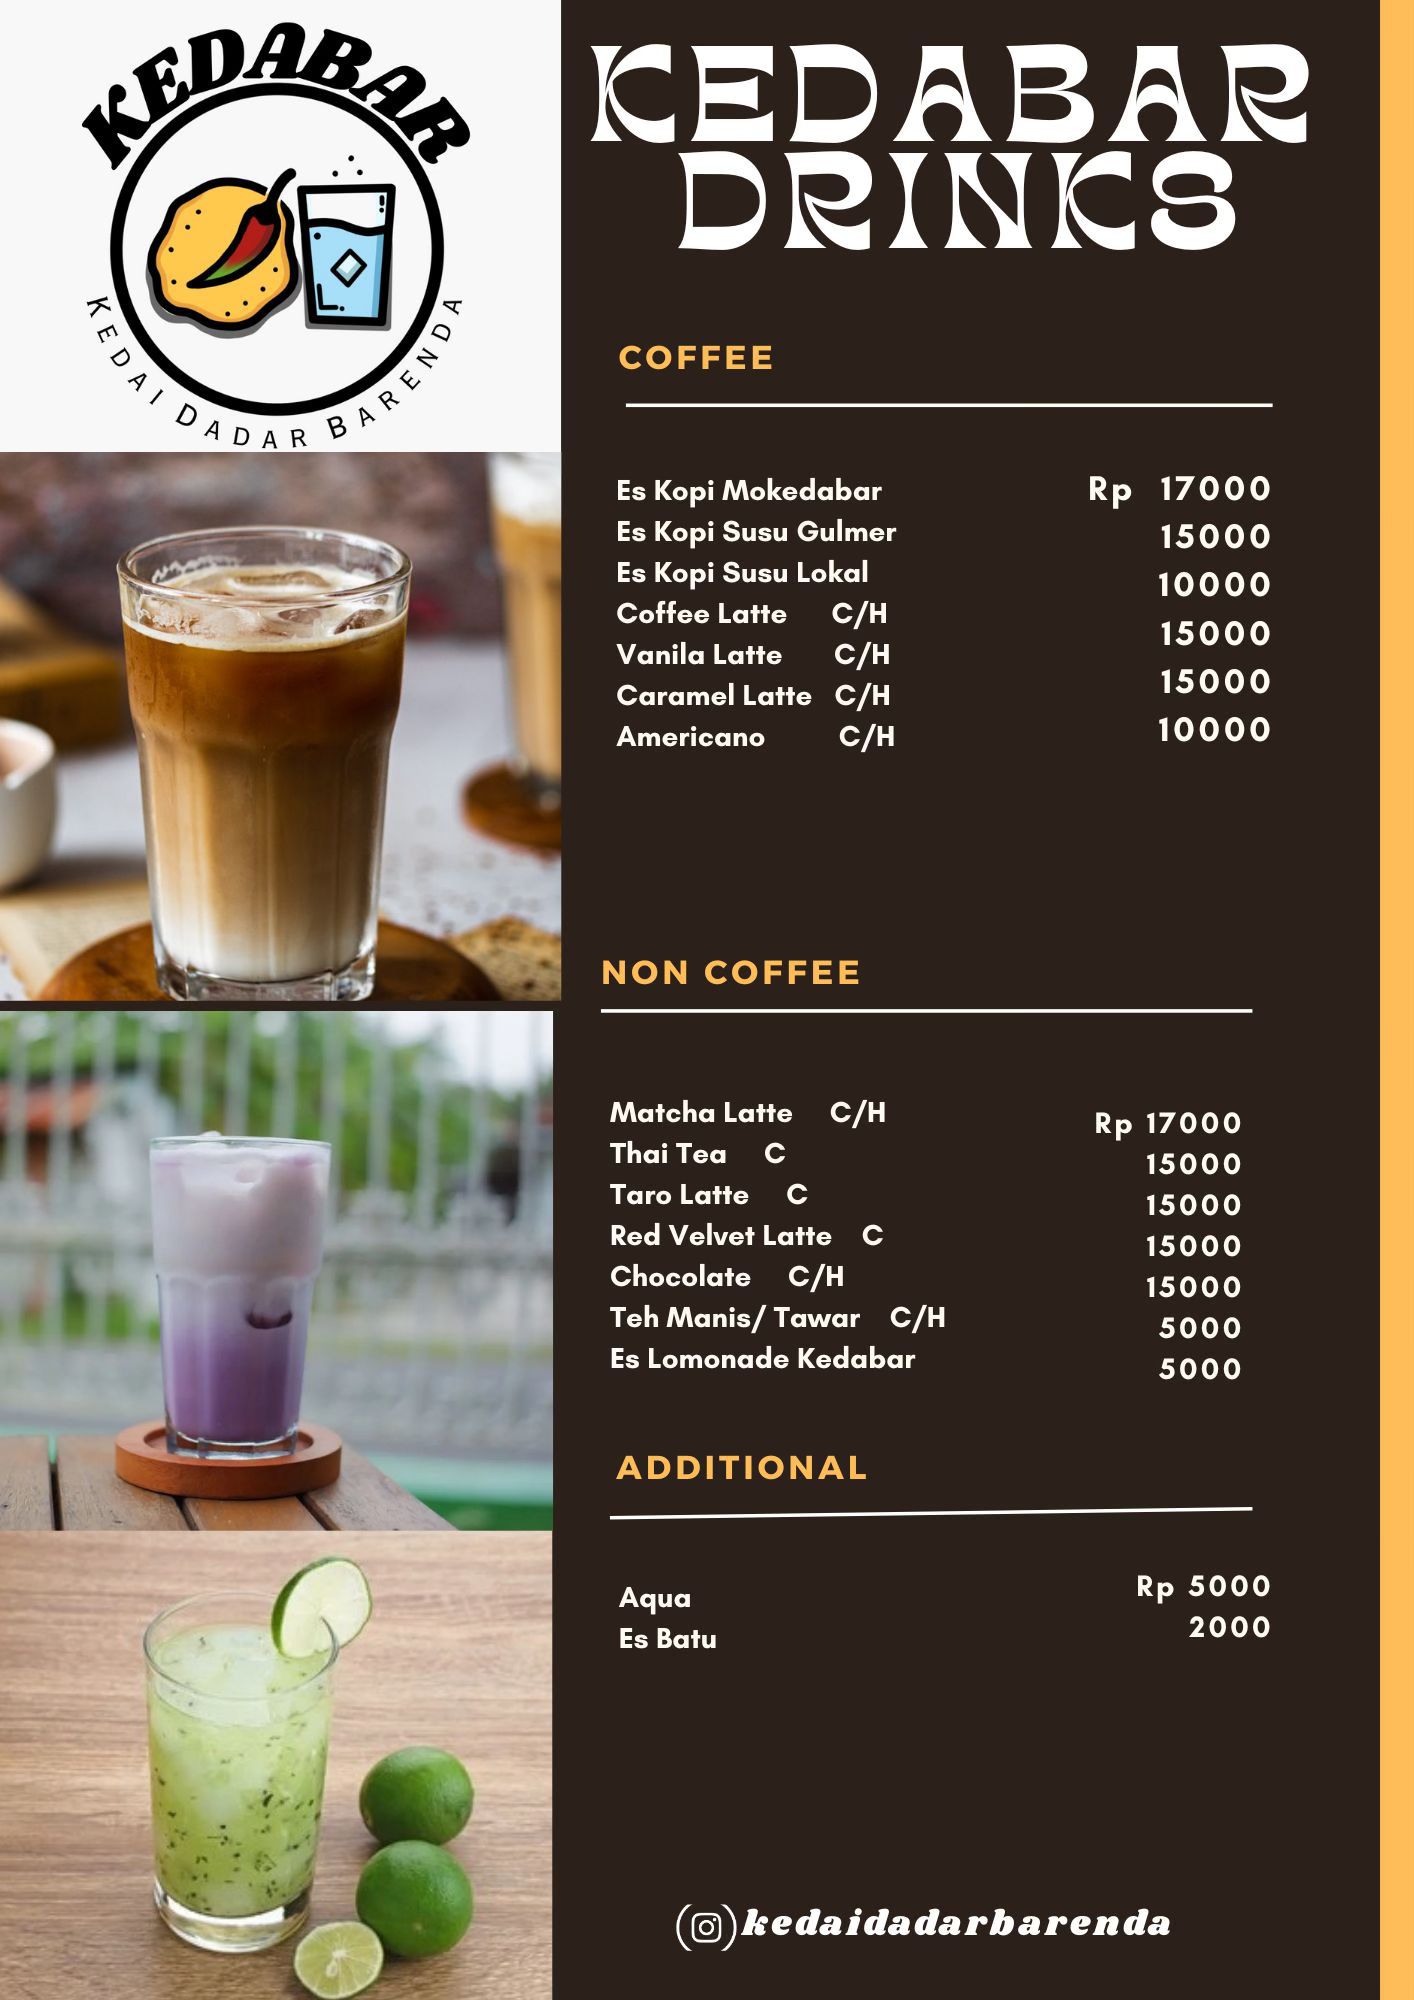 KEDABAR
KEDAI DADAR BARENDA
KEDABAR
DRINKS
COFFEE
Es Kopi Mokedabar Rp 17000
Es Kopi Susu Gulmer 15000
Es Kopi Susu Lokal 10000
Coffee Latte C/H 15000
Vanila Latte C/H 15000
Caramel Latte C/H 10000
Americano C/H
NON COFFEE
Matcha Latte C/H Rp 17000
Thai Tea C 15000
Taro Latte C 15000
Red Velvet Latte C 15000
Chocolate C/H 15000
Teh Manis/ Tawar C/H 5000
Es Lomonade Kedabar 5000
ADDITIONAL
Aqua Rp 5000
Es Batu 2000
kedaidadarbarenda